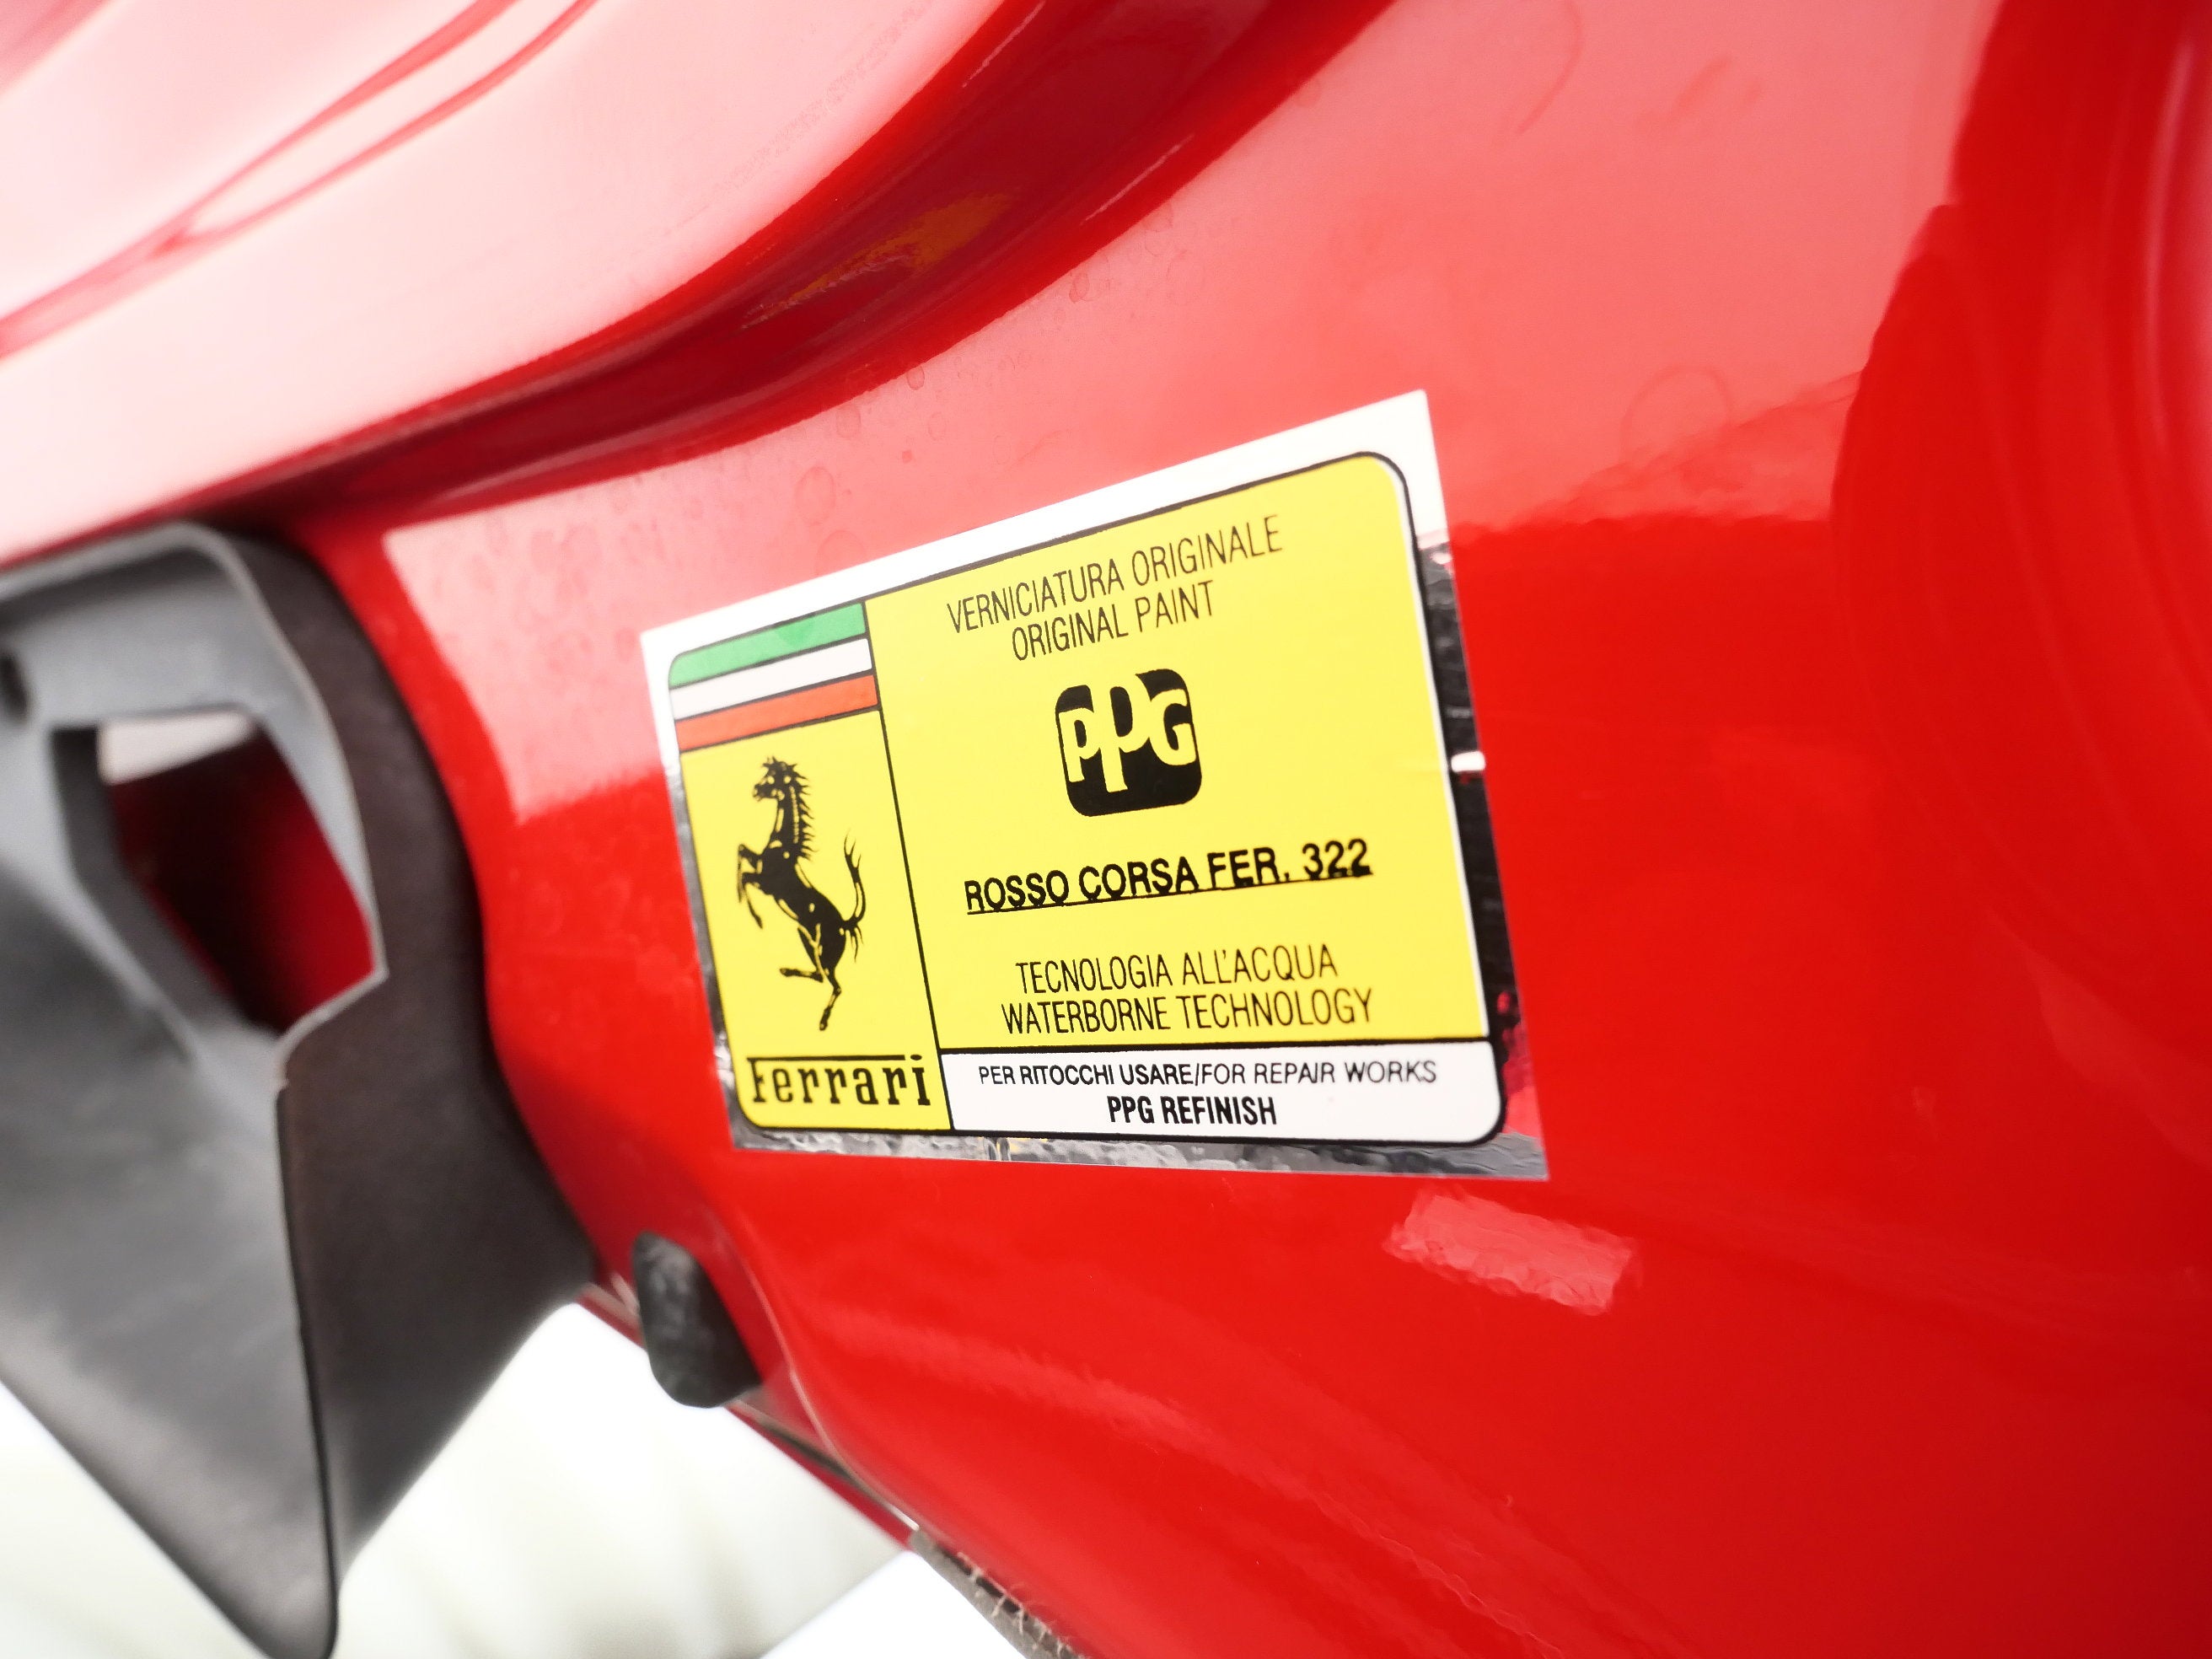 VERNICIATURA ORIGINALE
ORIGINAL PAINT
PPG
ROSSO CORSA FER. 322
TECNOLOGIA ALL'ACQUA
WATERBORNE TECHNOLOGY
Ferrari
PER RITOCCHI USARE/FOR REPAIR WORKS
PPG REFINISH